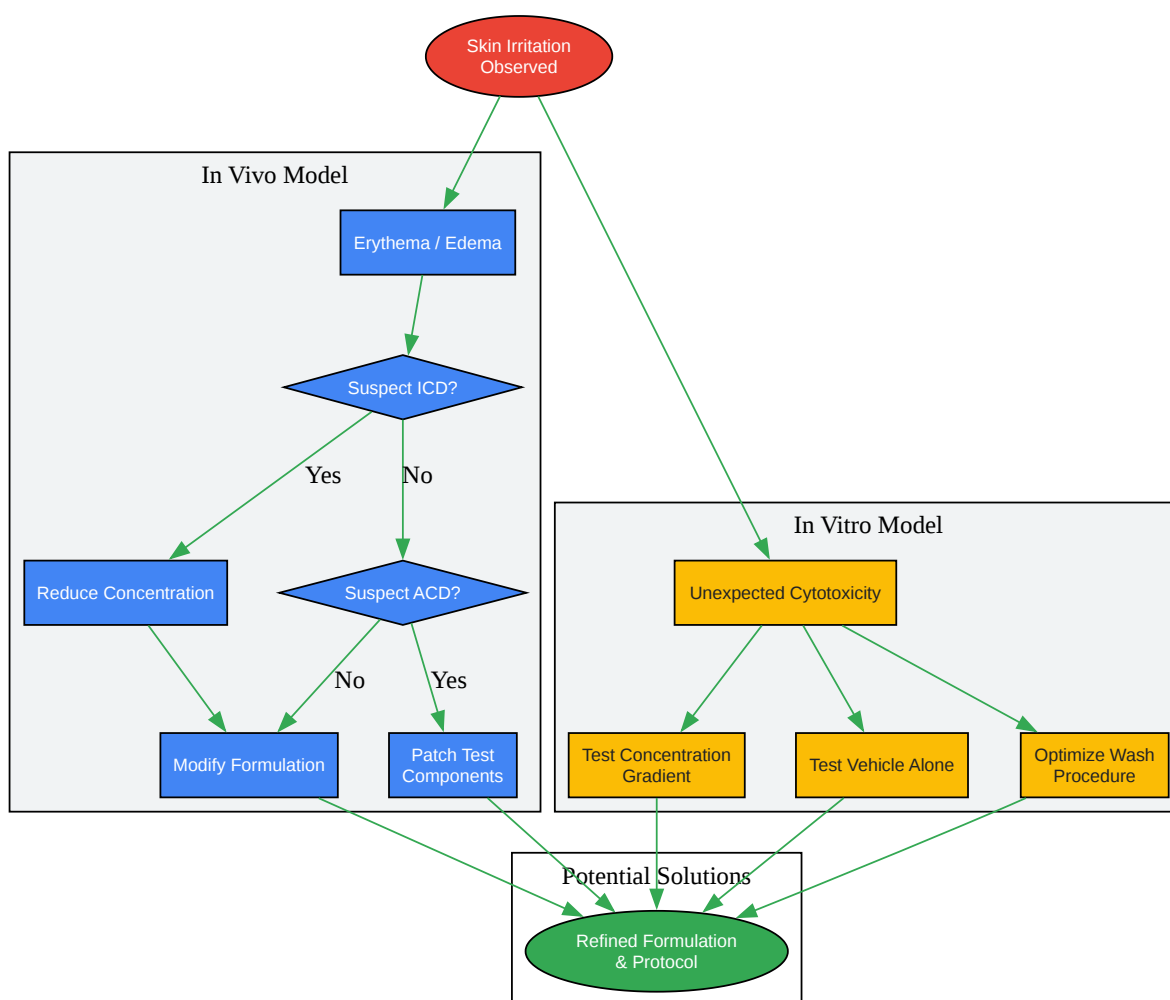 Skin Irritation
Observed
In Vivo Model
Erythema / Edema
Suspect ICD?
Yes
No
In Vitro Model
Reduce Concentration
Suspect ACD?
Unexpected Cytotoxicity
No
Yes
Modify Formulation
Patch Test
Components
Test Concentration
Gradient
Test Vehicle Alone
Optimize Wash
Procedure
Potential Solutions
Refined Formulation
& Protocol